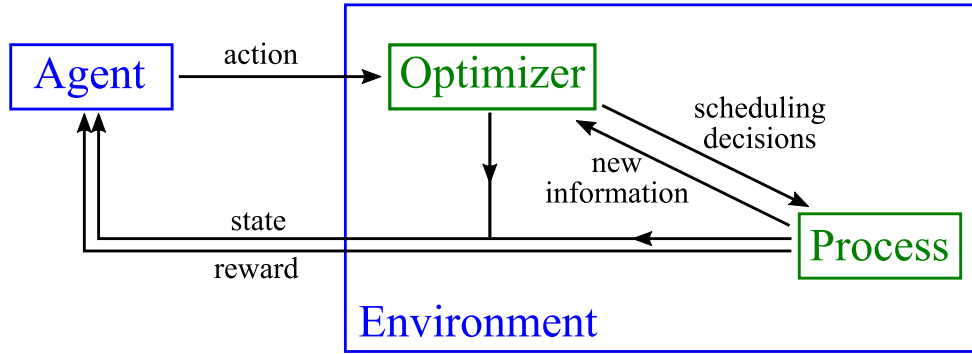 Agent
action
Optimizer
scheduling
decisions
new
information
state
reward
Process
Environment